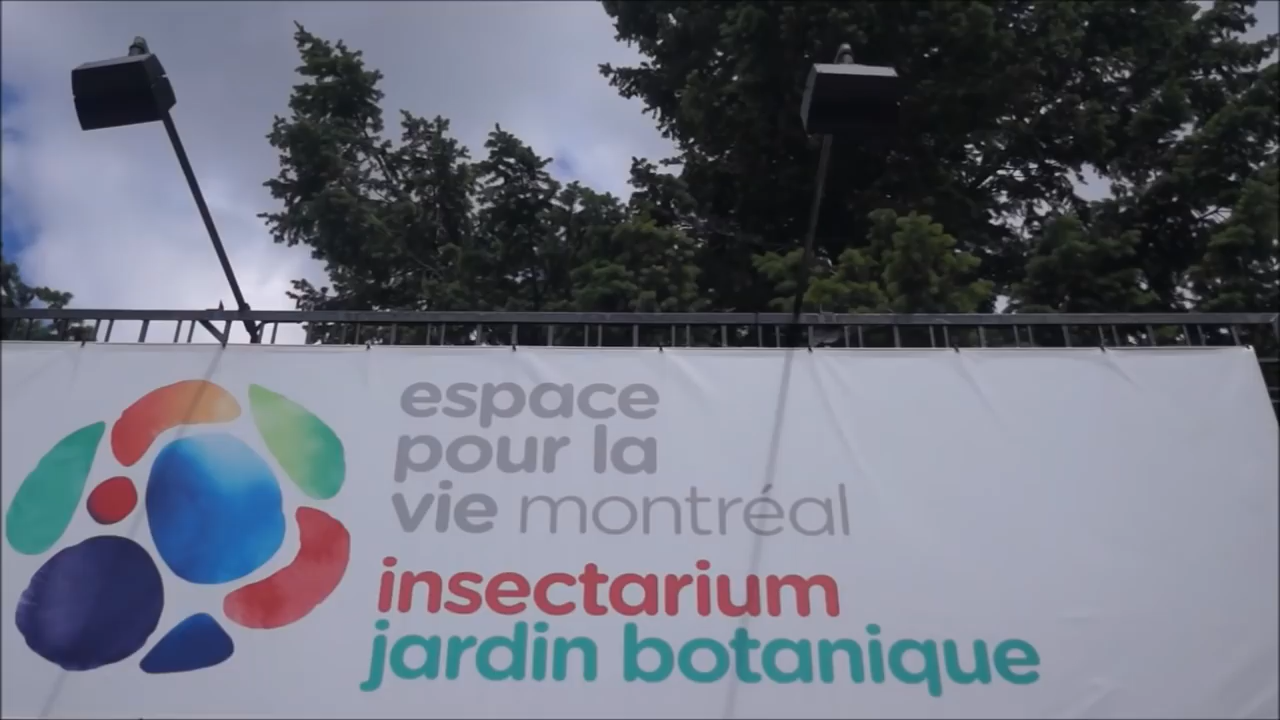 espace
pour la
vie montréal
insectarium
jardin botanique